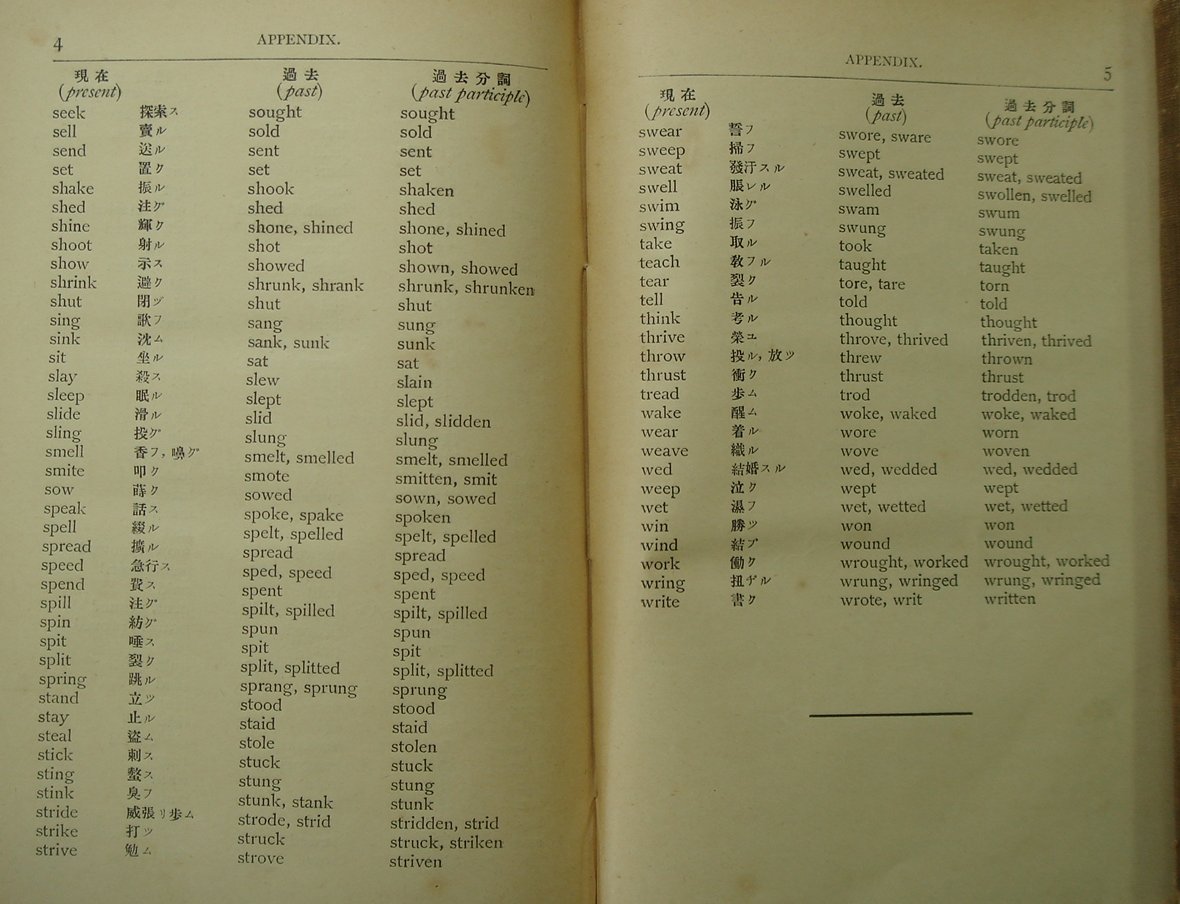 4 APPENDIX.
現在 過去 過去分詞
(present) (past) (past participle)
seek 探索ス sought sought
sell 賣ル sold sold
send 送ル sent sent
set 置ク set set
shake 振ル shook shaken
shed 注グ shed shed
shine 輝ク shone, shined shone, shined
shoot 射ル shot shot
show 示ス showed shown, showed
shrink 避ク shrunk, shrank shrunk, shrunken
shut 閉ヅ shut shut
sing 歌フ sang sung
sink 沈ム sank, sunk sunk
sit 坐ル sat sat
slay 殺ス slew slain
sleep 眠ル slept slept
slide 滑ル slid slid, slidden
sling 投グ slung slung
smell 香フ, 嗅グ smelt, smelled smelt, smelled
smite 叩ク smote smitten, smit
sow 蒔ク sowed sown, sowed
speak 話ス spoke, spake spoken
spell 綴ル spelt, spelled spelt, spelled
spread 擴ル spread spread
speed 急行ス sped, speed sped, speed
spend 費ス spent spent
spill 注グ spilt, spilled spilt, spilled
spin 紡グ spun spun
spit 唾ス spit spit
split 裂ク split, splitted split, splitted
spring 跳ル sprang, sprung sprung
stand 立ツ stood stood
stay 止ル staid staid
steal 盜ム stole stolen
stick 刺ス stuck stuck
sting 螫ス stung stung
stink 臭フ stunk, stank stunk
stride 威張リ歩ム strode, strid stridden, strid
strike 打ツ struck struck, striken
strive 勉ム strove striven
APPENDIX. 5
現在 過去 過去分詞
(present) (past) (past participle)
swear 誓フ swore, sware swore
sweep 掃フ swept swept
sweat 發汗スル sweat, sweated sweat, sweated
swell 脹レル swelled swollen, swelled
swim 泳グ swam swum
swing 振フ swung swung
take 取ル took taken
teach 敎フル taught taught
tear 裂ク tore, tare torn
tell 告ル told told
think 考ル thought thought
thrive 榮ユ throve, thrived thriven, thrived
throw 投ル, 放ツ threw thrown
thrust 衝ク thrust thrust
tread 歩ム trod trodden, trod
wake 醒ム woke, waked woke, waked
wear 着ル wore worn
weave 織ル wove woven
wed 結婚スル wed, wedded wed, wedded
weep 泣ク wept wept
wet 濕フ wet, wetted wet, wetted
win 勝ツ won won
wind 結ブ wound wound
work 働ク wrought, worked wrought, worked
wring 扭ヂル wrung, wringed wrung, wringed
write 書ク wrote, writ written